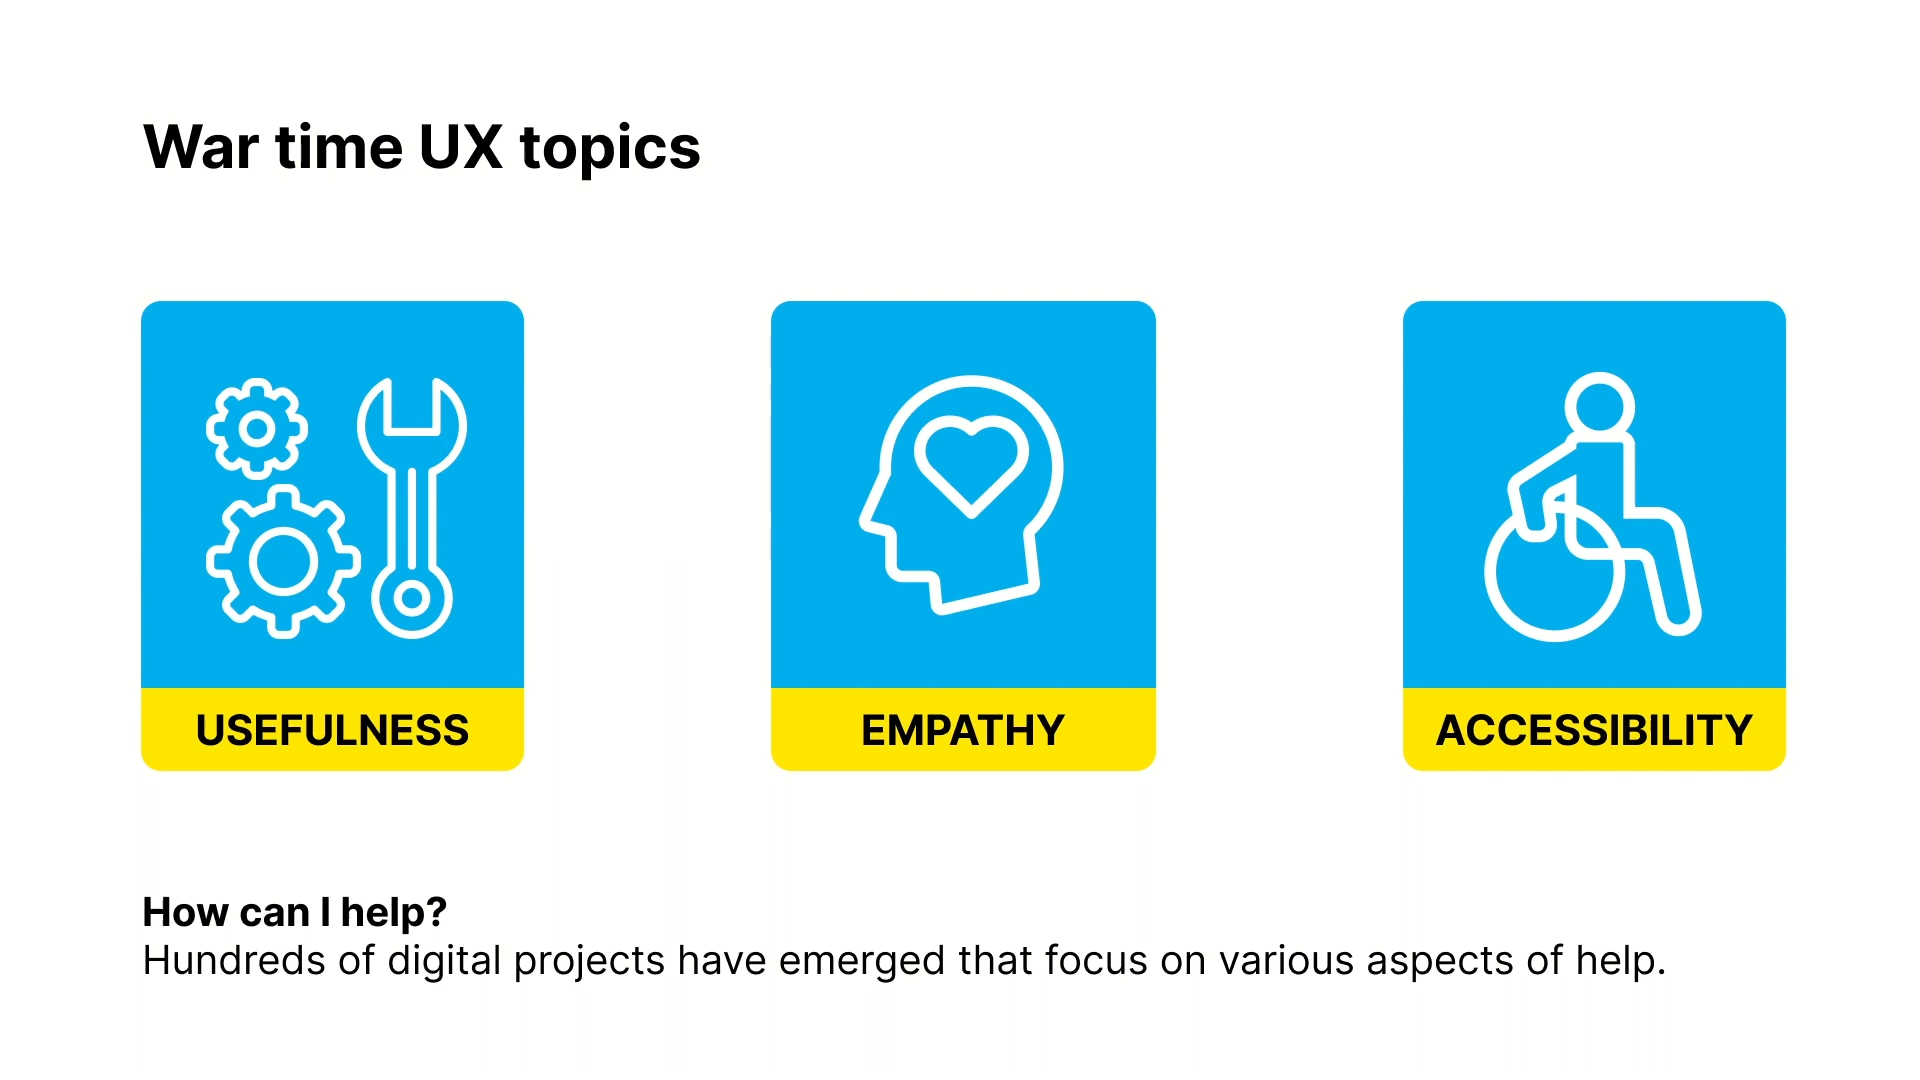 War time UX topics
USEFULNESS
EMPATHY
ACCESSIBILITY
How can I help?
Hundreds of digital projects have emerged that focus on various aspects of help.